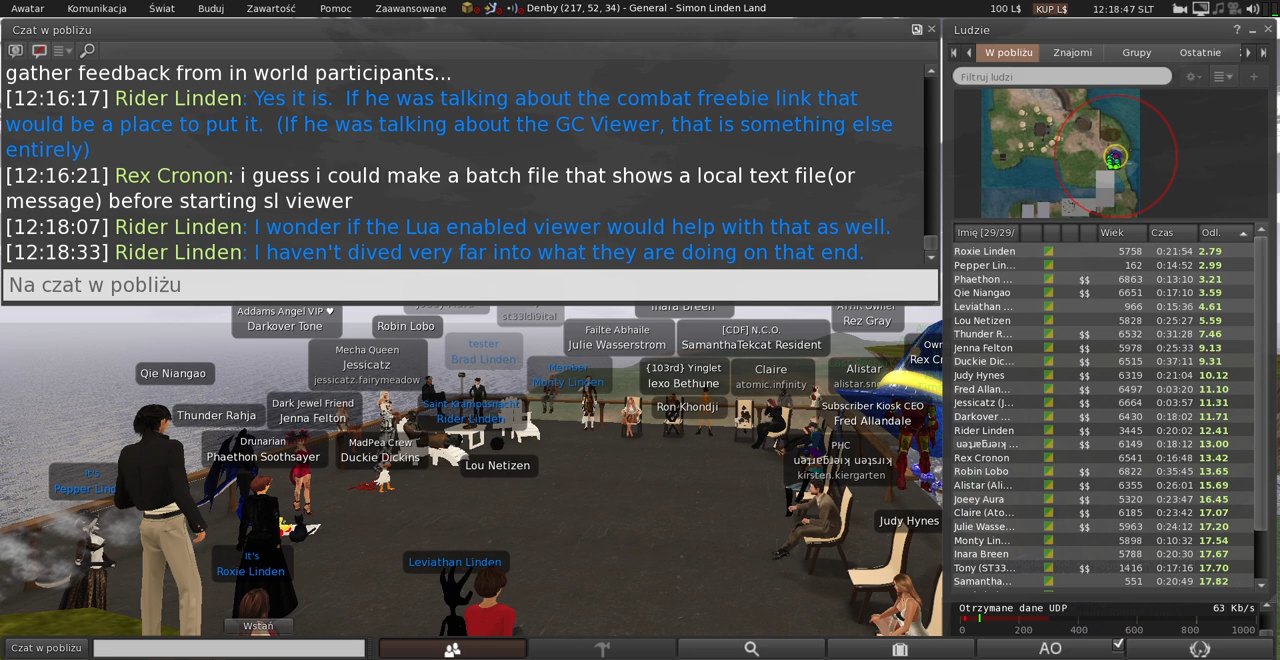 Avatar Komunikacja Świat Buduj Zawartość Pomoc Zaawansowane Denby (217, 52, 34) - General - Simon Linden Land 100 L$ KUP L$ 12:18:47 SLT
Czat w pobliżu
gather feedback from in world participants...
[12:16:17] Rider Linden: Yes it is. If he was talking about the combat freebie link that
would be a place to put it. (If he was talking about the GC Viewer, that is something else
entirely)
[12:16:21] Rex Cronon: i guess i could make a batch file that shows a local text file(or
message) before starting sl viewer
[12:18:07] Rider Linden: I wonder if the Lua enabled viewer would help with that as well.
[12:18:33] Rider Linden: I haven't dived very far into what they are doing on that end.
Na czat w pobliżu
Addams Angel VIP ♥
Darkover Tone
Robin Lobo
st33ldi9ital
Inara Breen
Rez Gray
Failte Abhaile
Julie Wasserstrom
[CDF] N.C.O.
SamanthaTekcat Resident
Mecha Queen
Jessicatz
jessicatz.fairymeadow
tester
Brad Linden
Member
Monty Linden
{103rd} Yinglet
Iexo Bethune
Claire
atomic.infinity
Alistar
Qie Niangao
Thunder Rahja
Dark Jewel Friend
Jenna Felton
Saint Krampusnacht
Rider Linden
Ron Khondji
Subscriber Kiosk CEO
Fred Allandale
Drunarian
Phaethon Soothsayer
MadPea Crew
Duckie Dickins
Lou Netizen
PHC
kirsten.kiergarten
It's
Pepper Lind
Judy Hynes
It's
Roxie Linden
Leviathan Linden
Wstań
Ludzie
W pobliżu Znajomi Grupy Ostatnie
Filtruj ludzi
Imię [29/29/ Wiek Czas Odl.
Roxie Linden 5758 0:21:54 2.79
Pepper Lin... 162 0:14:52 2.99
Phaethon ... $$ 6863 0:13:10 3.21
Qie Niangao $$ 6651 0:17:10 3.59
Leviathan ... 966 0:15:36 4.61
Lou Netizen 5828 0:25:27 5.59
Thunder R... $$ 6532 0:31:28 7.46
Jenna Felton $$ 5978 0:25:33 9.13
Duckie Dic... $$ 6515 0:37:11 9.31
Judy Hynes $$ 6319 0:21:04 10.12
Fred Allan... $$ 6497 0:03:20 11.10
Jessicatz (J... $$ 6664 0:03:57 11.31
Darkover ... $$ 6430 0:18:02 11.71
Rider Linden 3445 0:20:02 12.41
$$ 6149 0:18:12 13.00
Rex Cronon 6541 0:16:48 13.42
Robin Lobo $$ 6822 0:35:45 13.65
Alistar (Ali... $$ 6355 0:26:01 15.69
Joeey Aura $$ 5320 0:23:47 16.45
Claire (Ato... $$ 6185 0:23:42 17.07
Julie Wasse... $$ 5963 0:24:12 17.20
Monty Lin... 5898 0:10:32 17.54
Inara Breen 5788 0:20:30 17.67
Tony (ST33... $$ 1416 0:17:16 17.70
Samantha... 551 0:20:49 17.82
Otrzymane dane UDP 63 Kb/s
0 200 400 600 800 1000
Czat w pobliżu AO